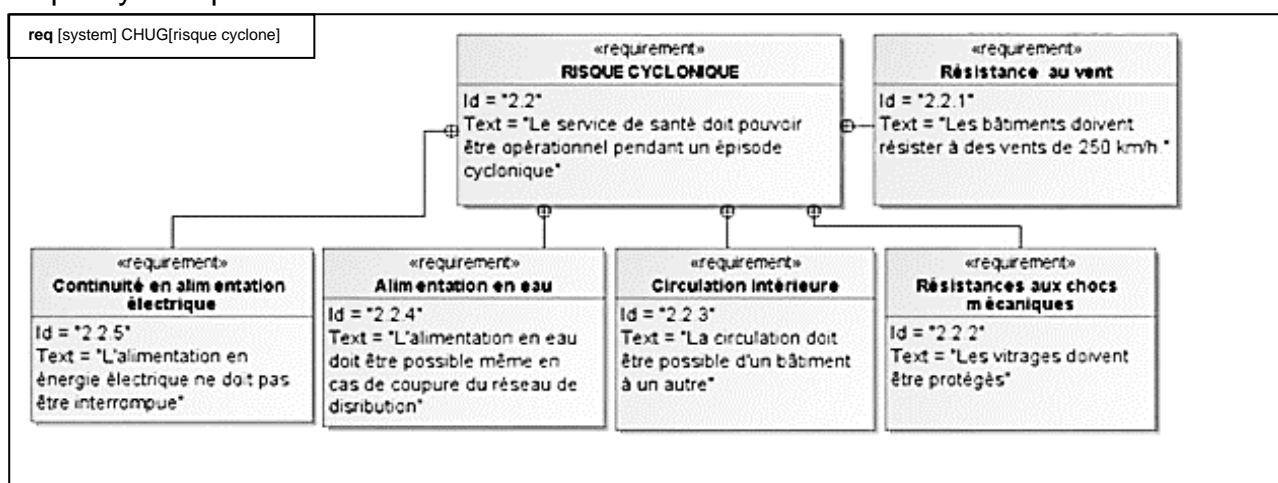 req [system] CHUG[risque cyclone]
«requirement»
RISQUE CYCLONIQUE
Id = "2.2"
Text = "Le service de santé doit pouvoir
être opérationnel pendant un épisode
cyclonique"
«requirement»
Résistance au vent
Id = "2.2.1"
Text = "Les bâtiments doivent
résister à des vents de 250 km/h."
«requirement»
Continuité en alimentation
électrique
Id = "2.2.5"
Text = "L'alimentation en
énergie électrique ne doit pas
être interrompue"
«requirement»
Alimentation en eau
Id = "2.2.4"
Text = "L'alimentation en eau
doit être possible même en
cas de coupure du réseau de
disribution"
«requirement»
Circulation intérieure
Id = "2.2.3"
Text = "La circulation doit
être possible d'un bâtiment
à un autre"
«requirement»
Résistances aux chocs
mécaniques
Id = "2.2.2"
Text = "Les vitrages doivent
être protégès"